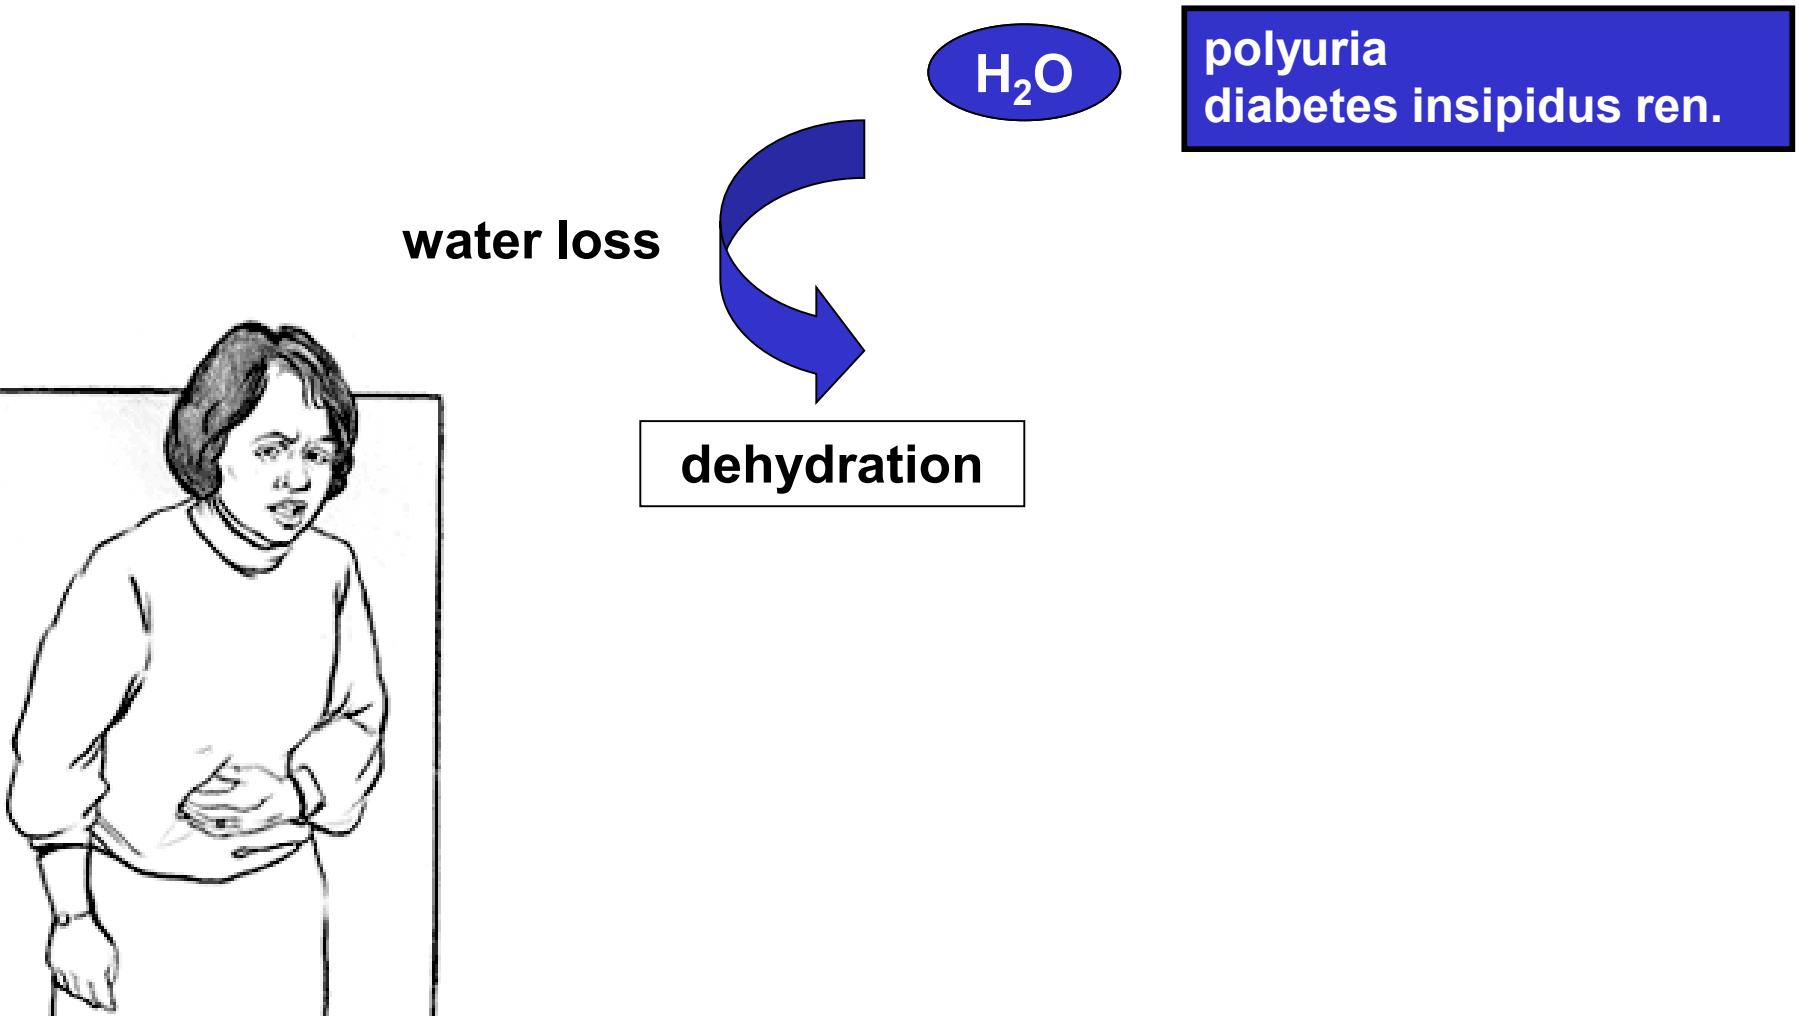 H₂O
polyuria
diabetes insipidus ren.
water loss
dehydration